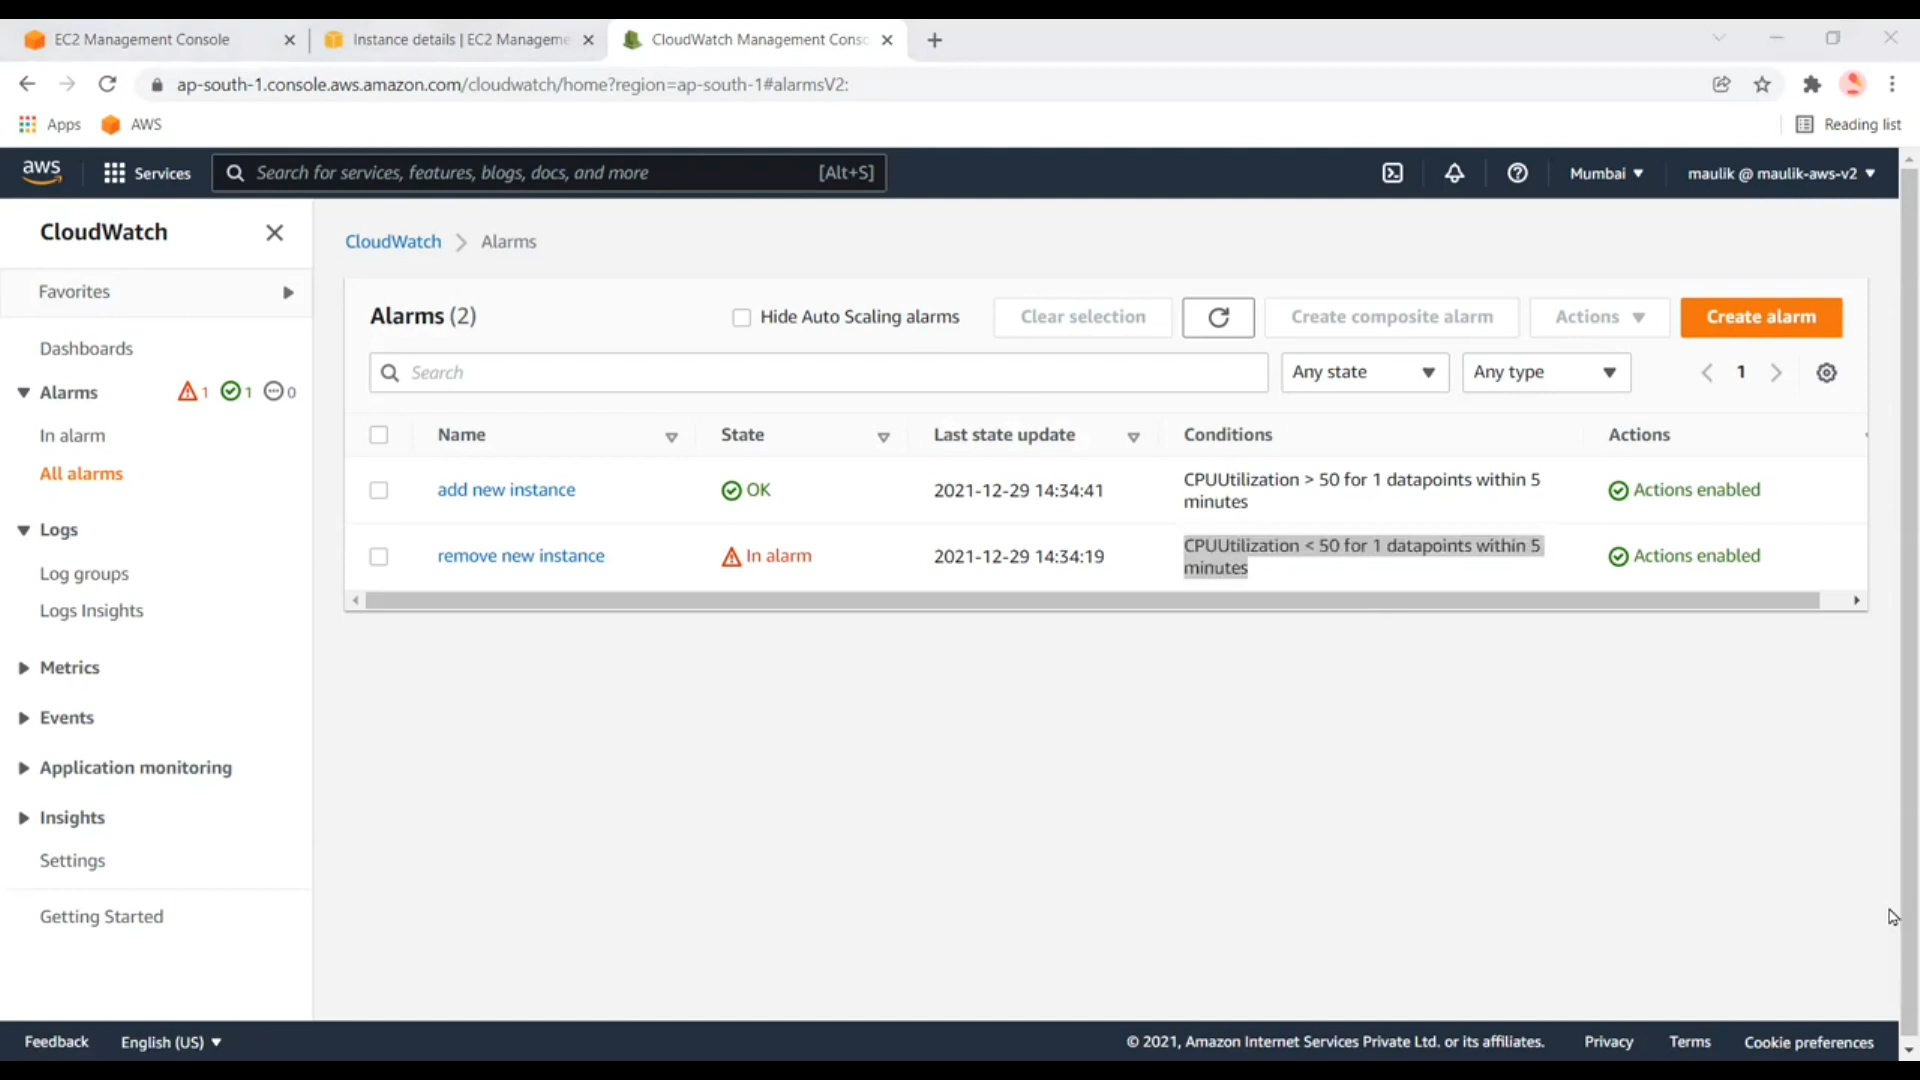 EC2 Management Console
Instance details | EC2 Manageme
CloudWatch Management Conso
ap-south-1.console.aws.amazon.com/cloudwatch/home?region=ap-south-1#alarmsV2:
Apps
AWS
Reading list
aws
Services
Search for services, features, blogs, docs, and more
[Alt+S]
Mumbai
maulik @ maulik-aws-v2
CloudWatch
Favorites
Dashboards
Alarms
1
1
0
In alarm
All alarms
Logs
Log groups
Logs Insights
Metrics
Events
Application monitoring
Insights
Settings
Getting Started
CloudWatch
Alarms
Alarms (2)
Hide Auto Scaling alarms
Clear selection
Create composite alarm
Actions
Create alarm
Search
Any state
Any type
1
Name
State
Last state update
Conditions
Actions
add new instance
OK
2021-12-29 14:34:41
CPUUtilization > 50 for 1 datapoints within 5
minutes
Actions enabled
remove new instance
In alarm
2021-12-29 14:34:19
CPUUtilization < 50 for 1 datapoints within 5
minutes
Actions enabled
Feedback
English (US)
© 2021, Amazon Internet Services Private Ltd. or its affiliates.
Privacy
Terms
Cookie preferences